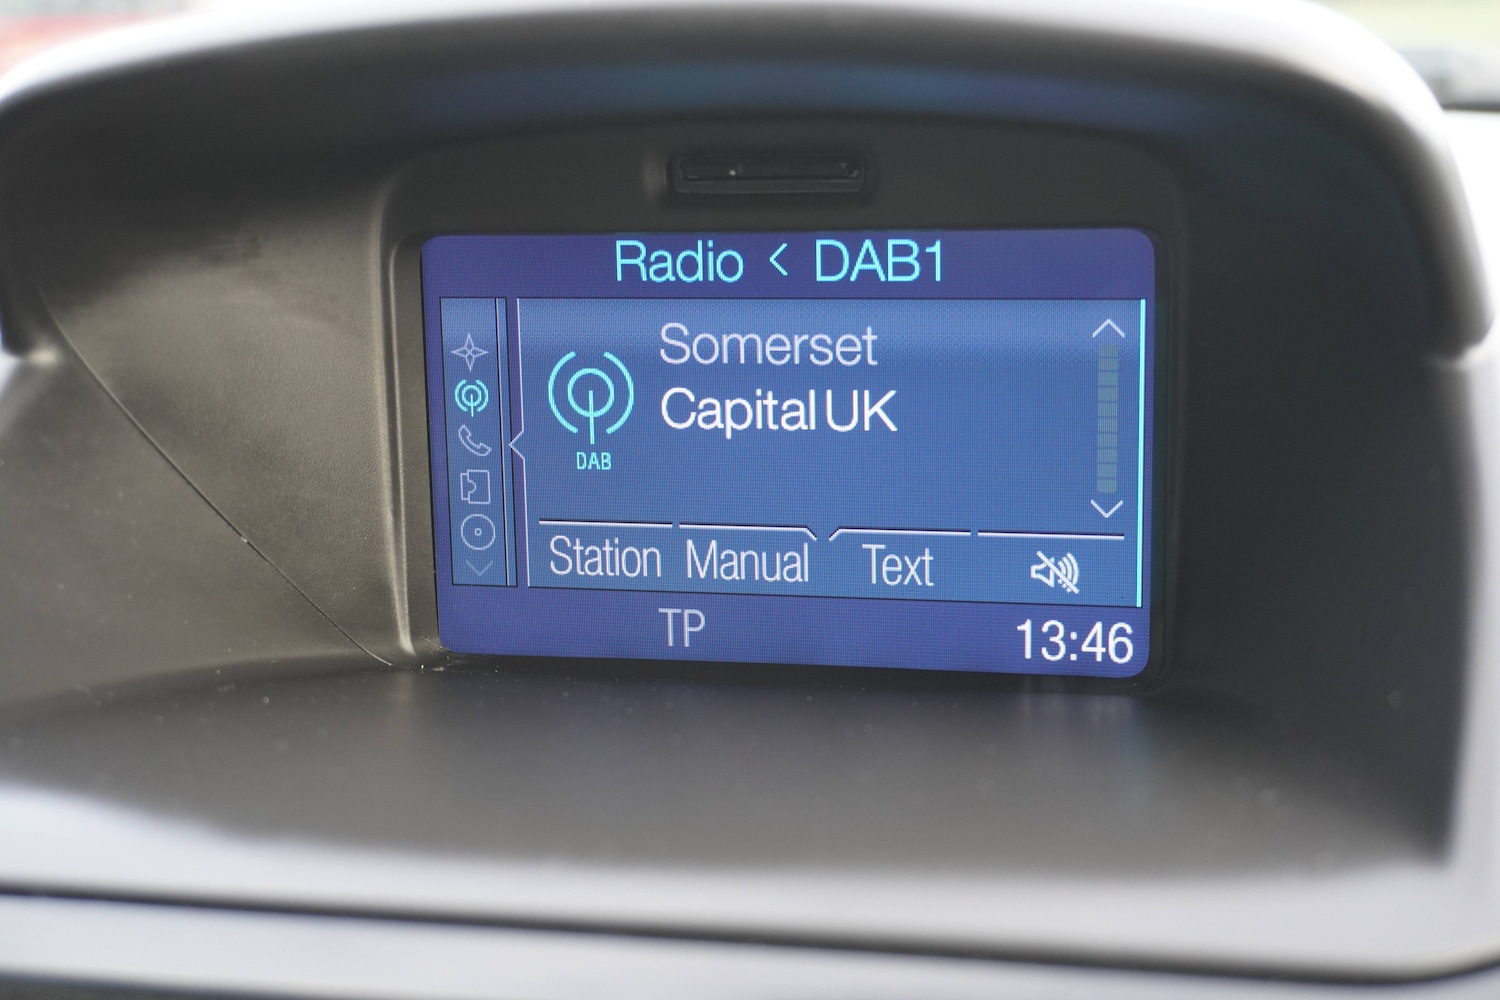 Radio < DAB1
Somerset
Capital UK
DAB
Station Manual Text
TP
13:46